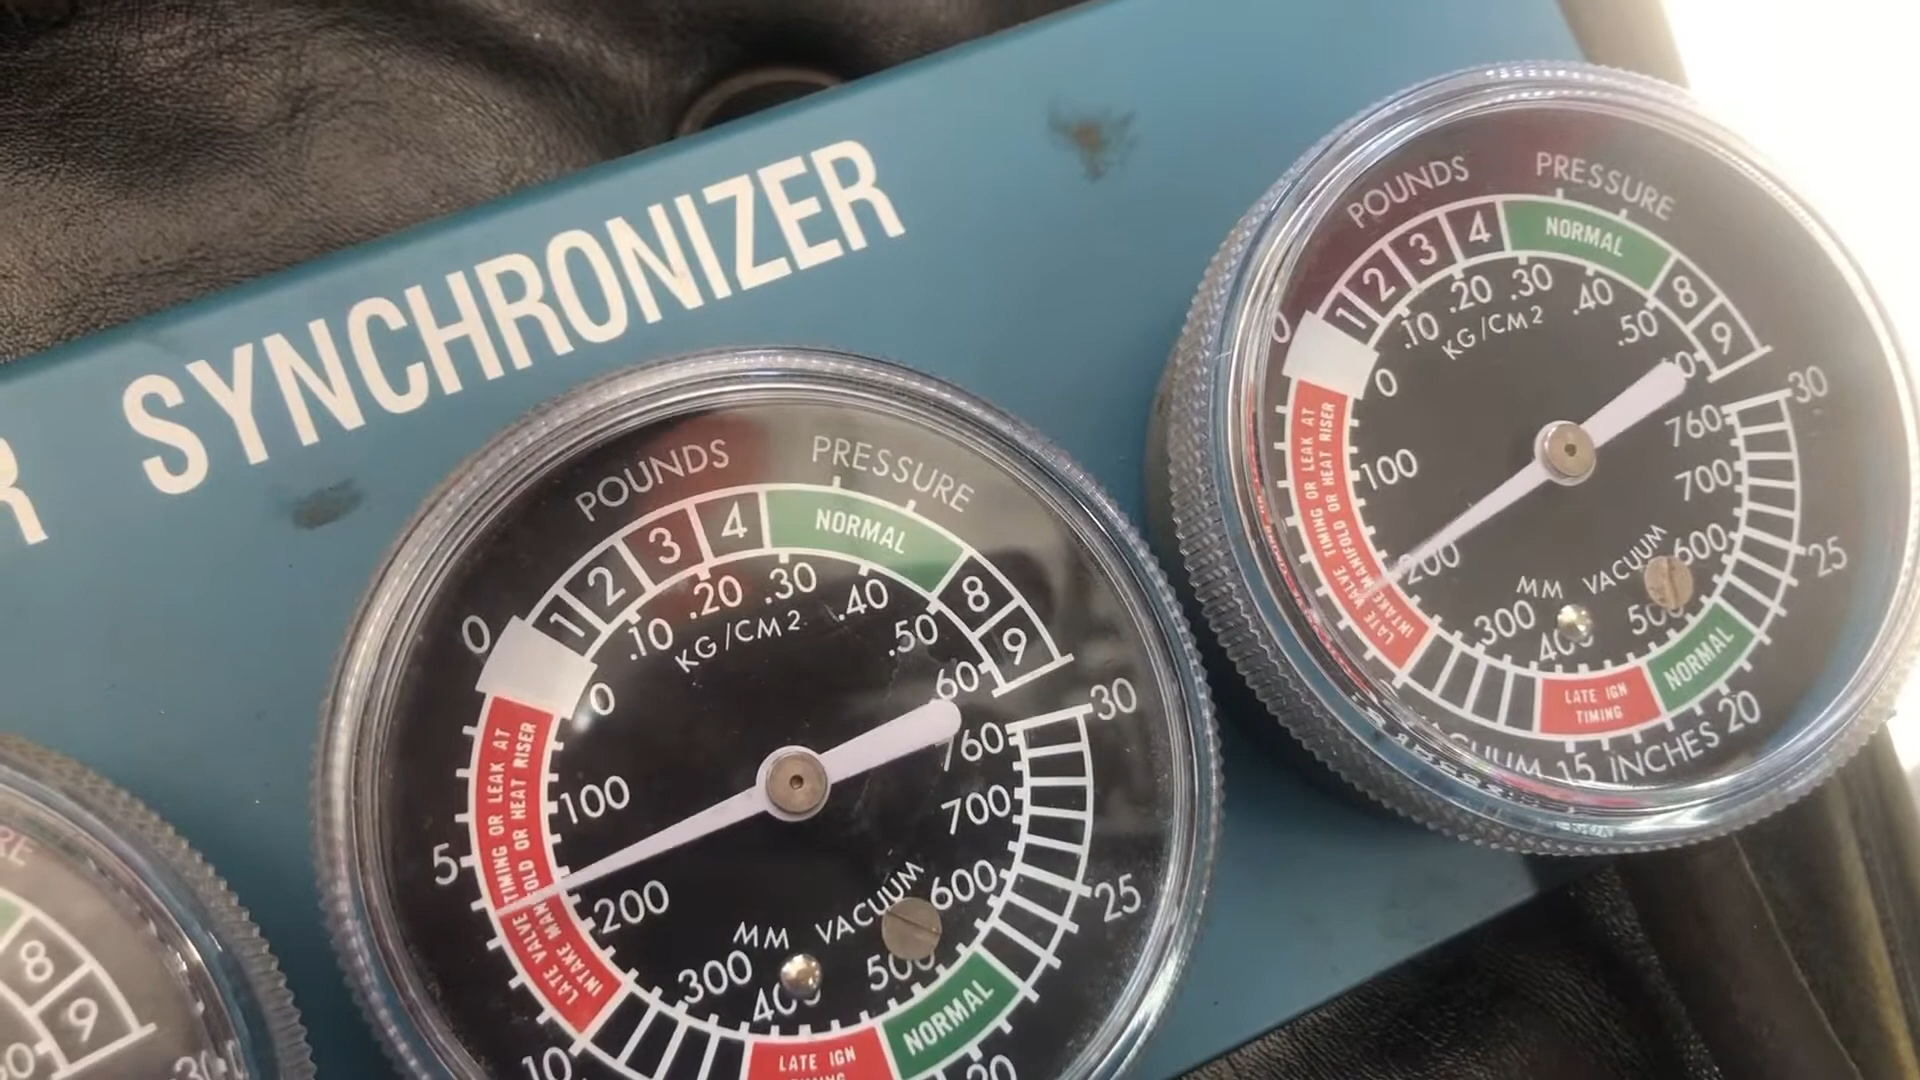 R SYNCHRONIZER
POUNDS PRESSURE
0 1 2 3 4 NORMAL 8 9
.10 .20 .30 .40 .50 60
KG/CM2
0 100 200 300 400 500 600 700 760
MM VACUUM
LATE VALVE TIMING OR LEAK AT
INTAKE MANIFOLD OR HEAT RISER
LATE IGN
NORMAL
5 10 20 25 30
POUNDS PRESSURE
0 1 2 3 4 NORMAL 8 9
.10 .20 .30 .40 .50
KG/CM2
0 100 200 300 600 700 760
MM VACUUM
LATE VALVE TIMING OR LEAK AT
INTAKE MANIFOLD OR HEAT RISER
LATE IGN
TIMING
NORMAL
15 INCHES 20 25 30
RE
8 9
30